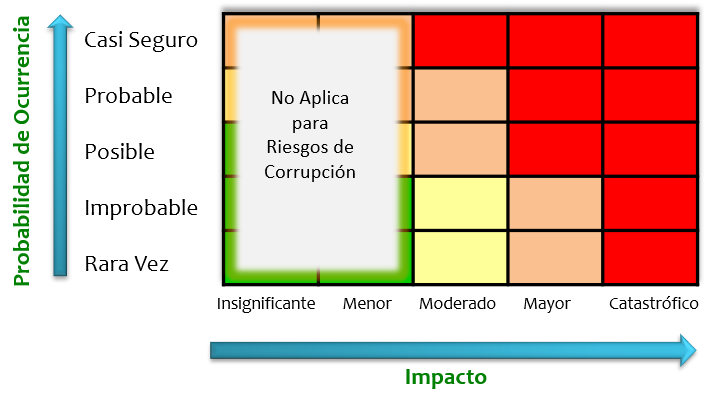 Probabilidad de Ocurrencia
Casi Seguro
Probable
Posible
Improbable
Rara Vez
No Aplica
para
Riesgos de
Corrupción
Insignificante Menor Moderado Mayor Catastrófico
Impacto